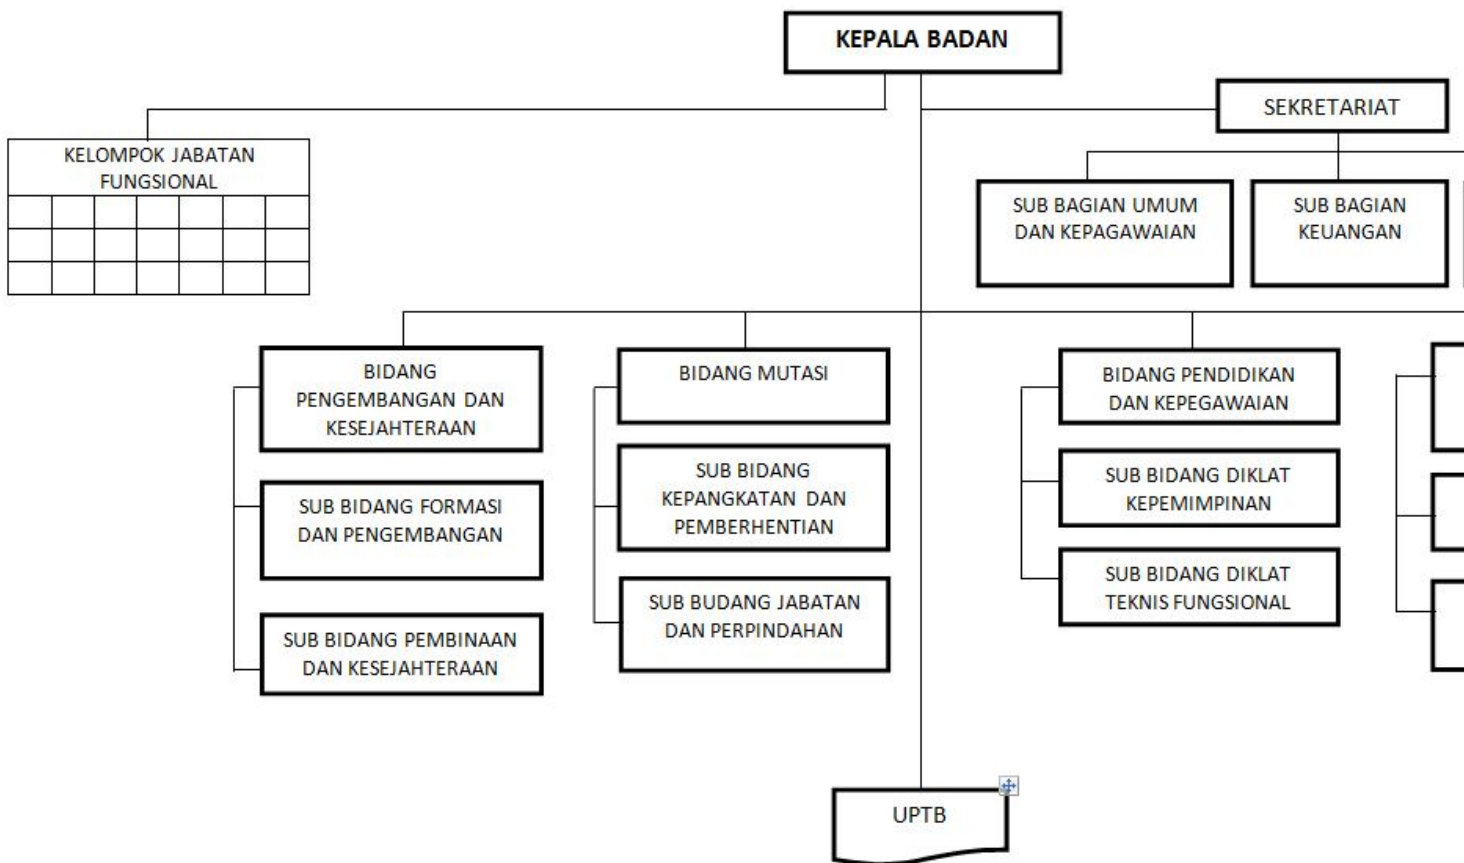 KEPALA BADAN
SEKRETARIAT
KELOMPOK JABATAN
FUNGSIONAL
SUB BAGIAN UMUM
DAN KEPAGAWAIAN
SUB BAGIAN
KEUANGAN
BIDANG
PENGEMBANGAN DAN
KESEJAHTERAAN
SUB BIDANG FORMASI
DAN PENGEMBANGAN
SUB BIDANG PEMBINAAN
DAN KESEJAHTERAAN
BIDANG MUTASI
SUB BIDANG
KEPANGKATAN DAN
PEMBERHENTIAN
SUB BUDANG JABATAN
DAN PERPINDAHAN
BIDANG PENDIDIKAN
DAN KEPEGAWAIAN
SUB BIDANG DIKLAT
KEPEMIMPINAN
SUB BIDANG DIKLAT
TEKNIS FUNGSIONAL
UPTB